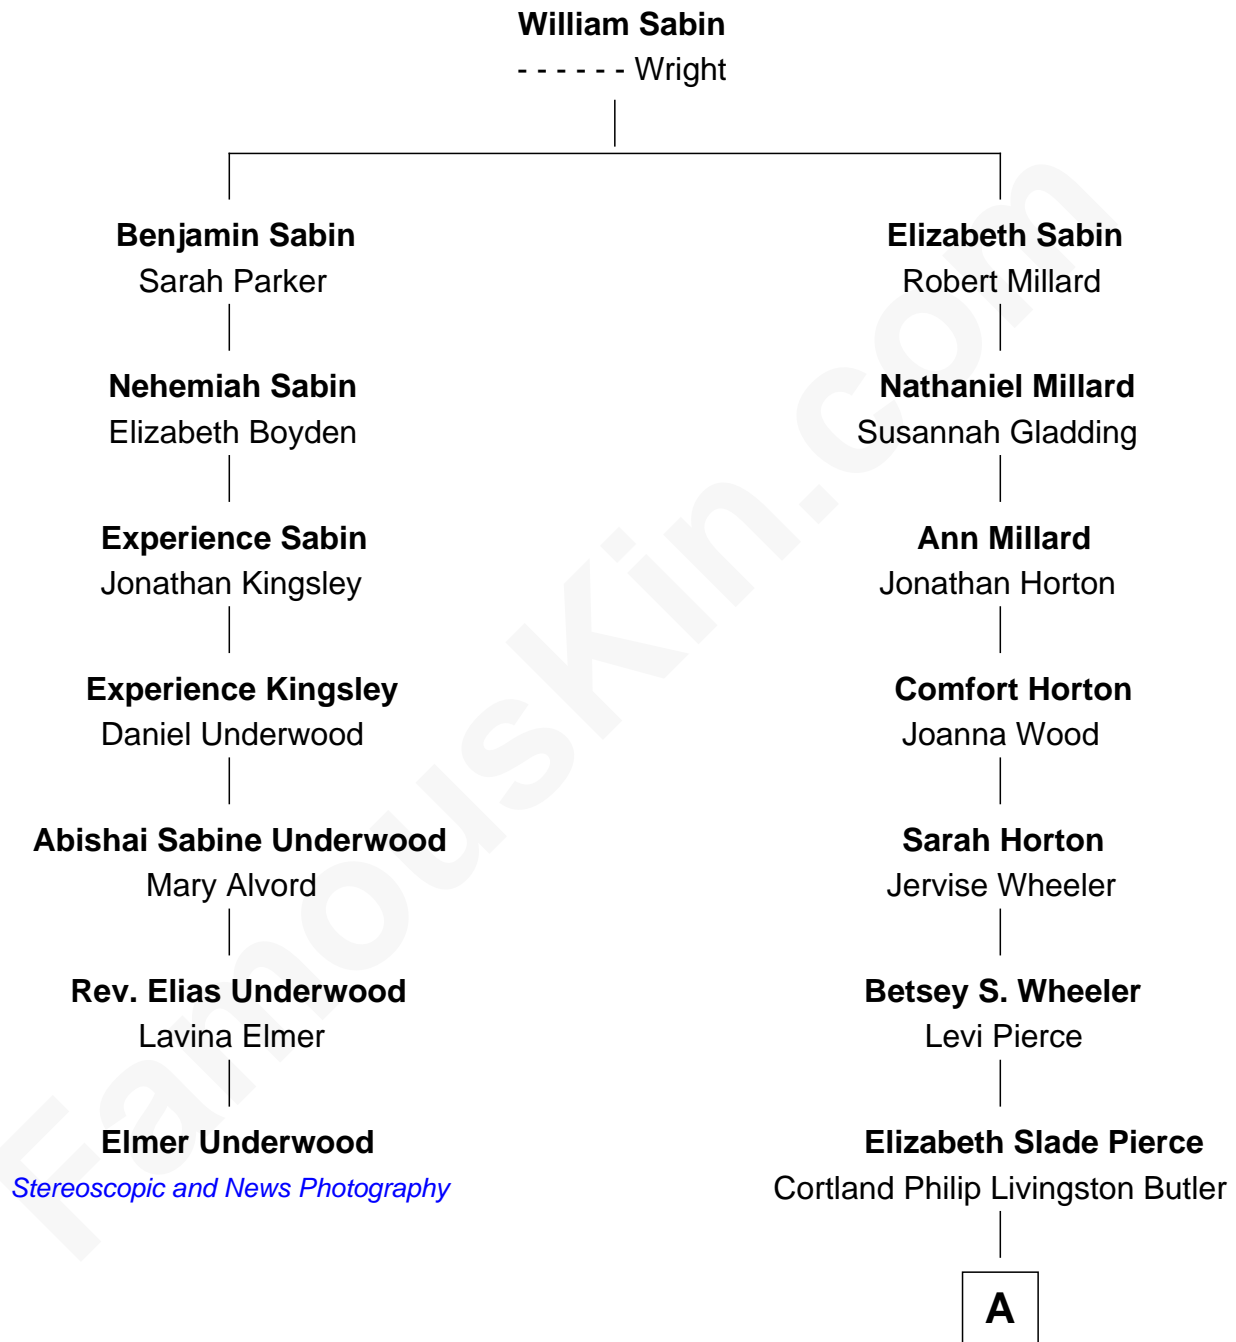 William Sabin
- - - - - - Wright
Benjamin Sabin
Sarah Parker
Elizabeth Sabin
Robert Millard
Nehemiah Sabin
Elizabeth Boyden
Nathaniel Millard
Susannah Gladding
Experience Sabin
Jonathan Kingsley
Ann Millard
Jonathan Horton
Experience Kingsley
Daniel Underwood
Comfort Horton
Joanna Wood
Abishai Sabine Underwood
Mary Alvord
Sarah Horton
Jervise Wheeler
Rev. Elias Underwood
Lavina Elmer
Betsey S. Wheeler
Levi Pierce
Elmer Underwood
Stereoscopic and News Photography
Elizabeth Slade Pierce
Cortland Philip Livingston Butler
A
FamousKin.com